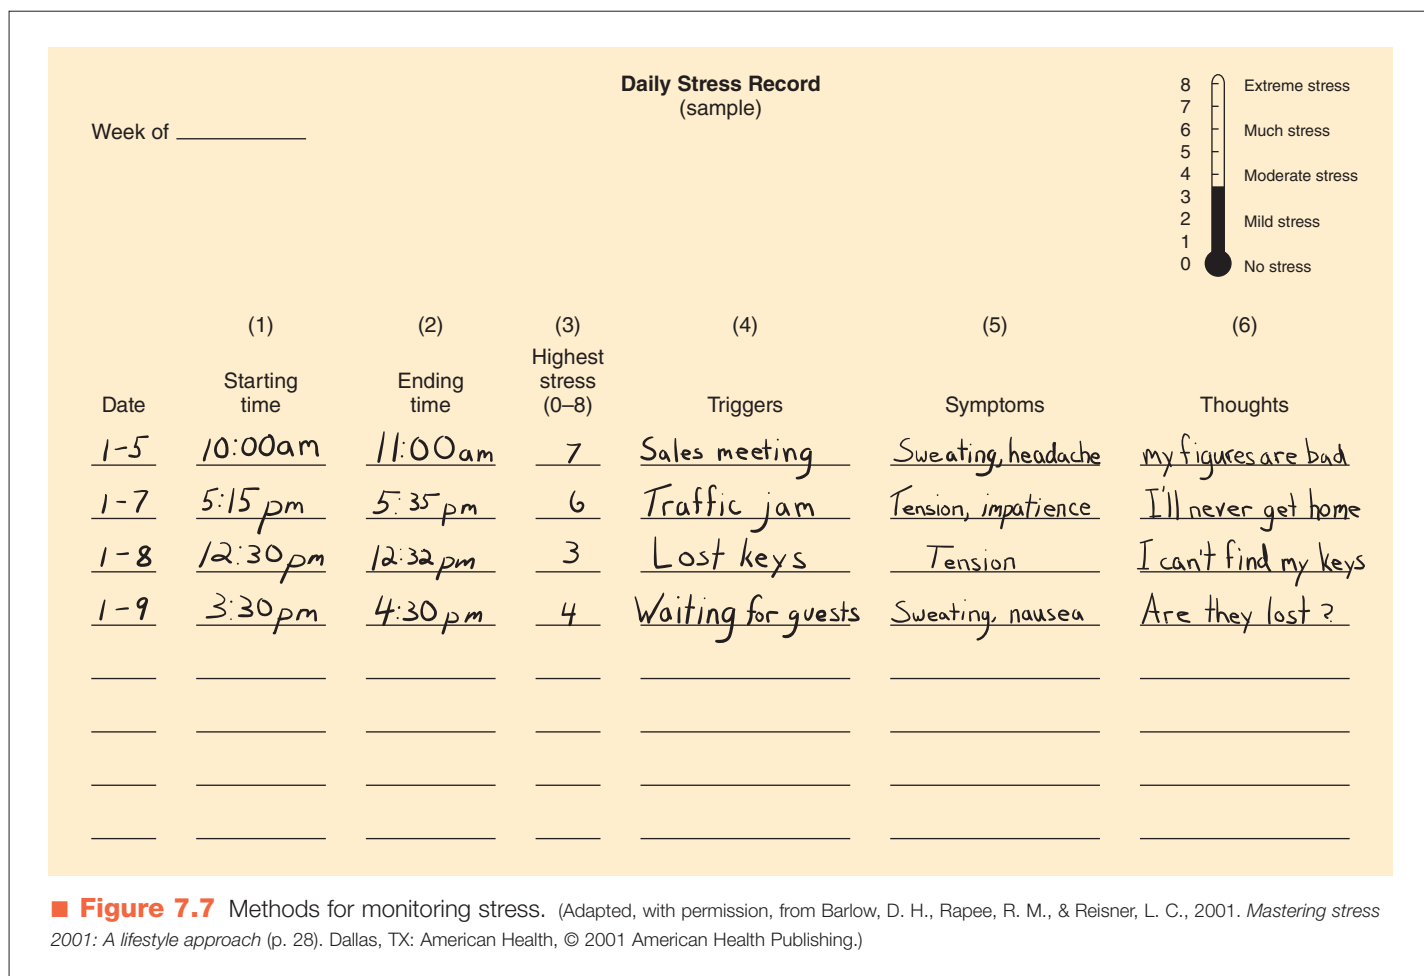 Daily Stress Record
(sample)
Week of
8 Extreme stress
7
6 Much stress
5
4 Moderate stress
3
2 Mild stress
1
0 No stress
(1) (2) (3) (4) (5) (6)
Highest
Starting Ending stress
Date time time (0–8) Triggers Symptoms Thoughts
1-5 10:00am 11:00am 7 Sales meeting Sweating, headache my figures are bad
1-7 5:15pm 5:35pm 6 Traffic jam Tension, impatience I'll never get home
1-8 12:30pm 12:32pm 3 Lost keys Tension I can't find my keys
1-9 3:30pm 4:30pm 4 Waiting for guests Sweating, nausea Are they lost?
■ Figure 7.7 Methods for monitoring stress. (Adapted, with permission, from Barlow, D. H., Rapee, R. M., & Reisner, L. C., 2001. Mastering stress
2001: A lifestyle approach (p. 28). Dallas, TX: American Health, © 2001 American Health Publishing.)